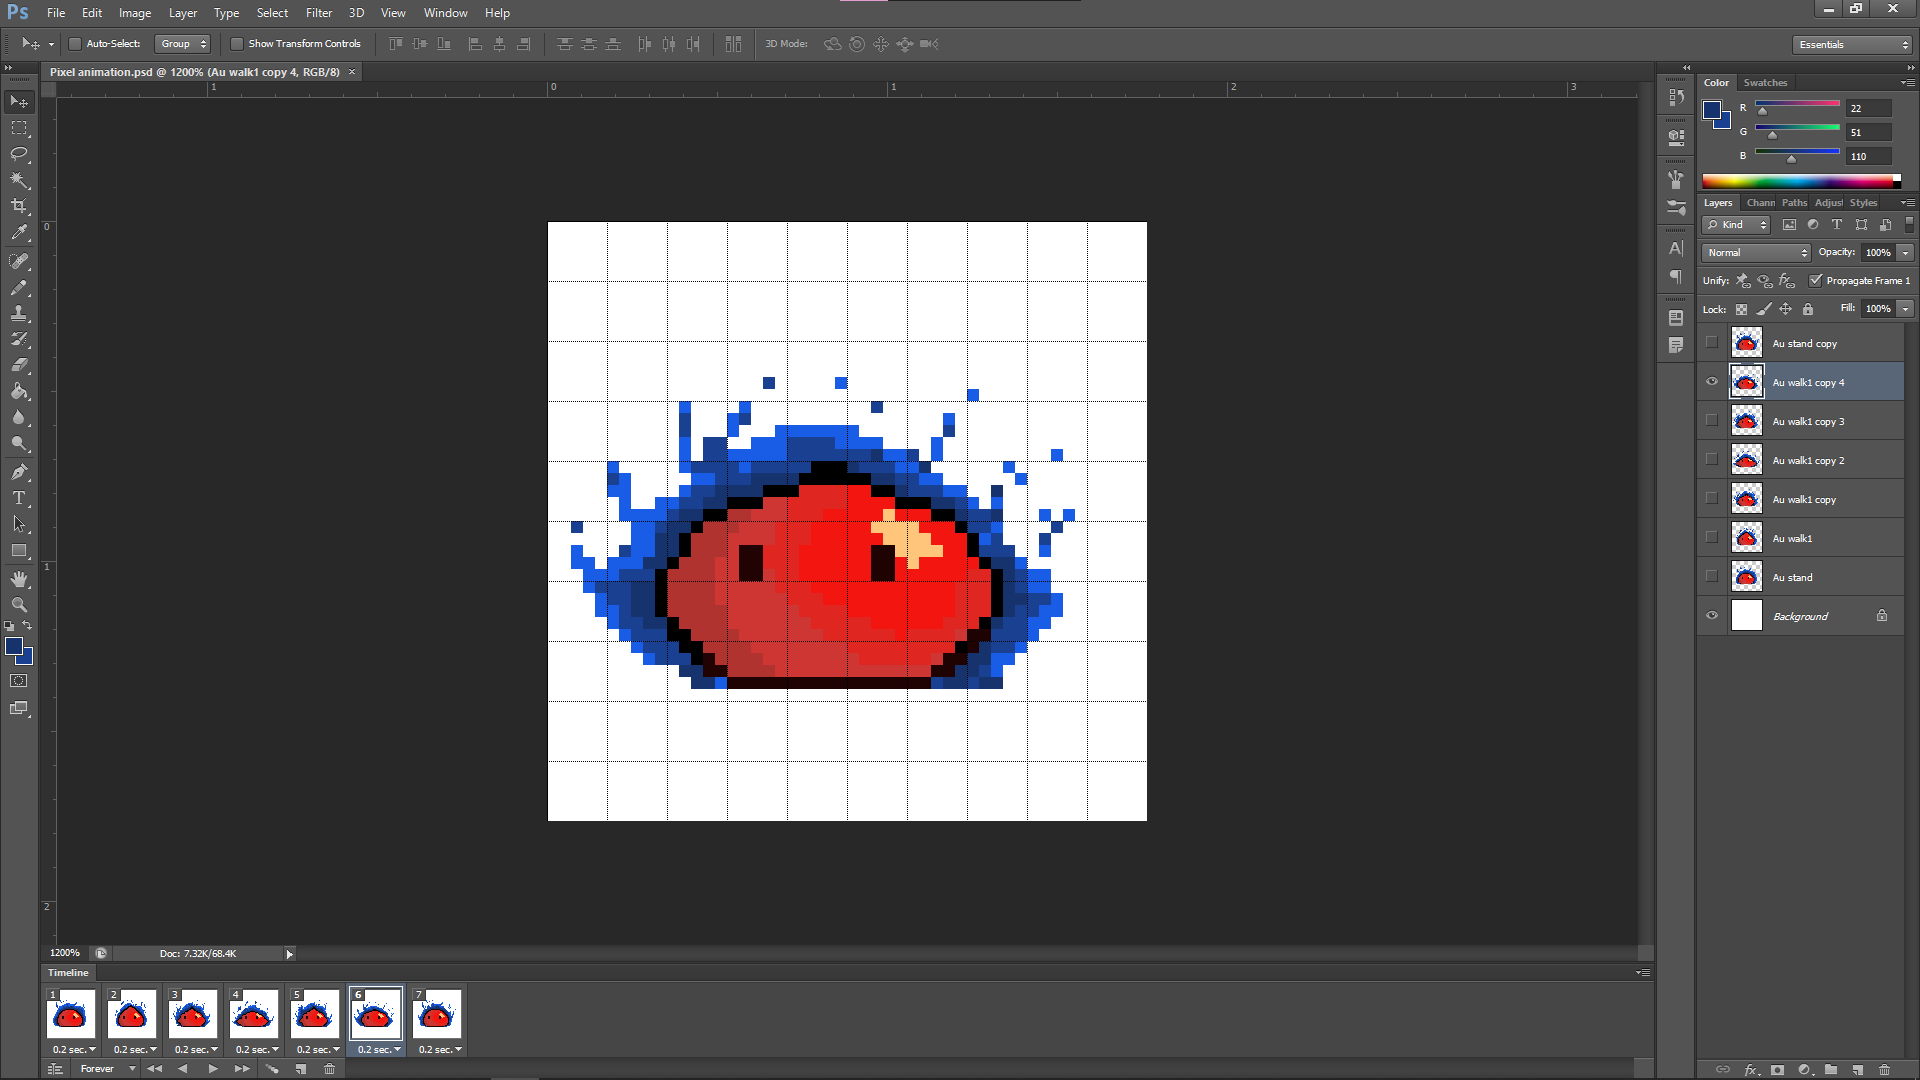 Ps File Edit Image Layer Type Select Filter 3D View Window Help
Auto-Select: Group Show Transform Controls 3D Mode: Essentials
Pixel animation.psd @ 1200% (Au walk1 copy 4, RGB/8) ×
1 0 1 2 3
0
1
2
Color Swatches
R 22
G 51
B 110
Layers Chann Paths Adjust Styles
Kind
Normal Opacity: 100%
Unify: Propagate Frame 1
Lock: Fill: 100%
Au stand copy
Au walk1 copy 4
Au walk1 copy 3
Au walk1 copy 2
Au walk1 copy
Au walk1
Au stand
Background
1200% Doc: 7.32K/68.4K
Timeline
1 2 3 4 5 6 7
0.2 sec. 0.2 sec. 0.2 sec. 0.2 sec. 0.2 sec. 0.2 sec. 0.2 sec.
Forever